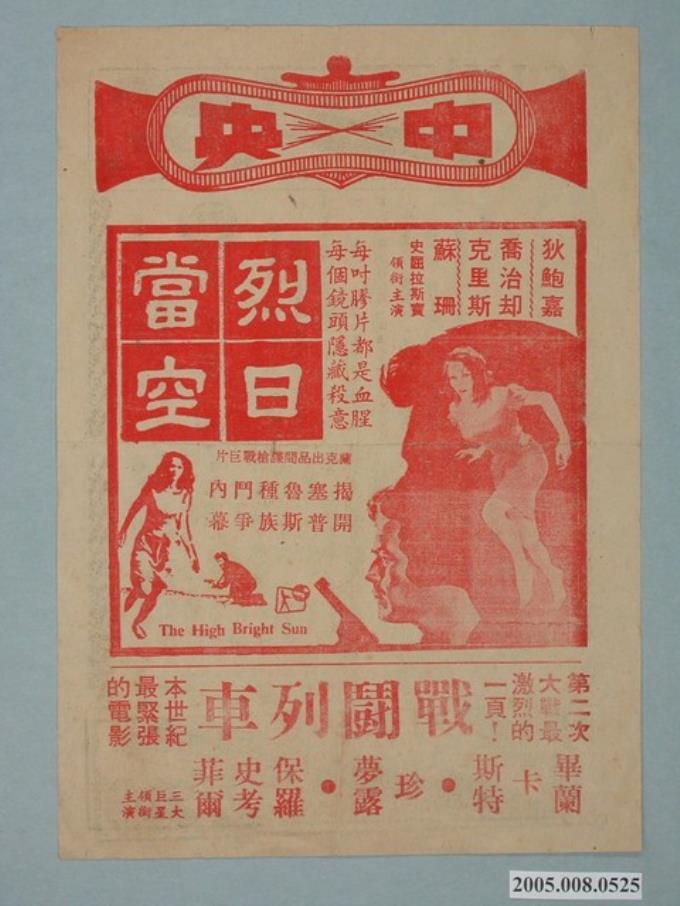 中央
狄鮑嘉
喬治却
克里斯
蘇珊
史屈拉斯寶
領銜主演
每吋膠片都是血腥
每個鏡頭隱藏殺意
烈日
當空
蘭克出品間諜槍戰巨片
揭開
塞普
魯斯
種族
鬥爭
內幕
The High Bright Sun
第二次
大戰最
激烈的
一頁！
戰鬪列車
本世紀
最緊張
的電影
畢蘭
卡
斯特
·
珍
夢露
·
保羅
史考
菲爾
三大
巨星
領銜
主演
2005.008.0525